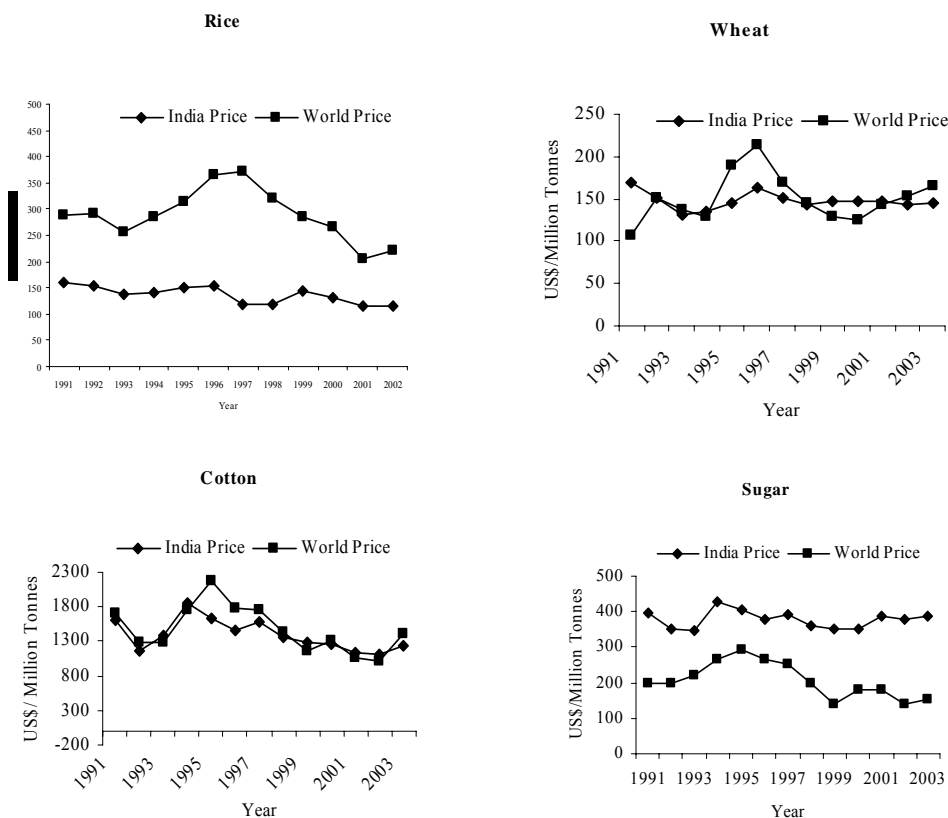 Rice
India Price World Price
500
450
400
350
300
250
200
150
100
50
0
1991 1992 1993 1994 1995 1996 1997 1998 1999 2000 2001 2002
Year
Wheat
India Price World Price
US$/Million Tonnes
250
200
150
100
50
0
1991 1993 1995 1997 1999 2001 2003
Year
Cotton
India Price World Price
US$/ Million Tonnes
2300
1800
1300
800
300
-200
1991 1993 1995 1997 1999 2001 2003
Year
Sugar
India Price World Price
US$/Million Tonnes
500
400
300
200
100
0
1991 1993 1995 1997 1999 2001 2003
Year